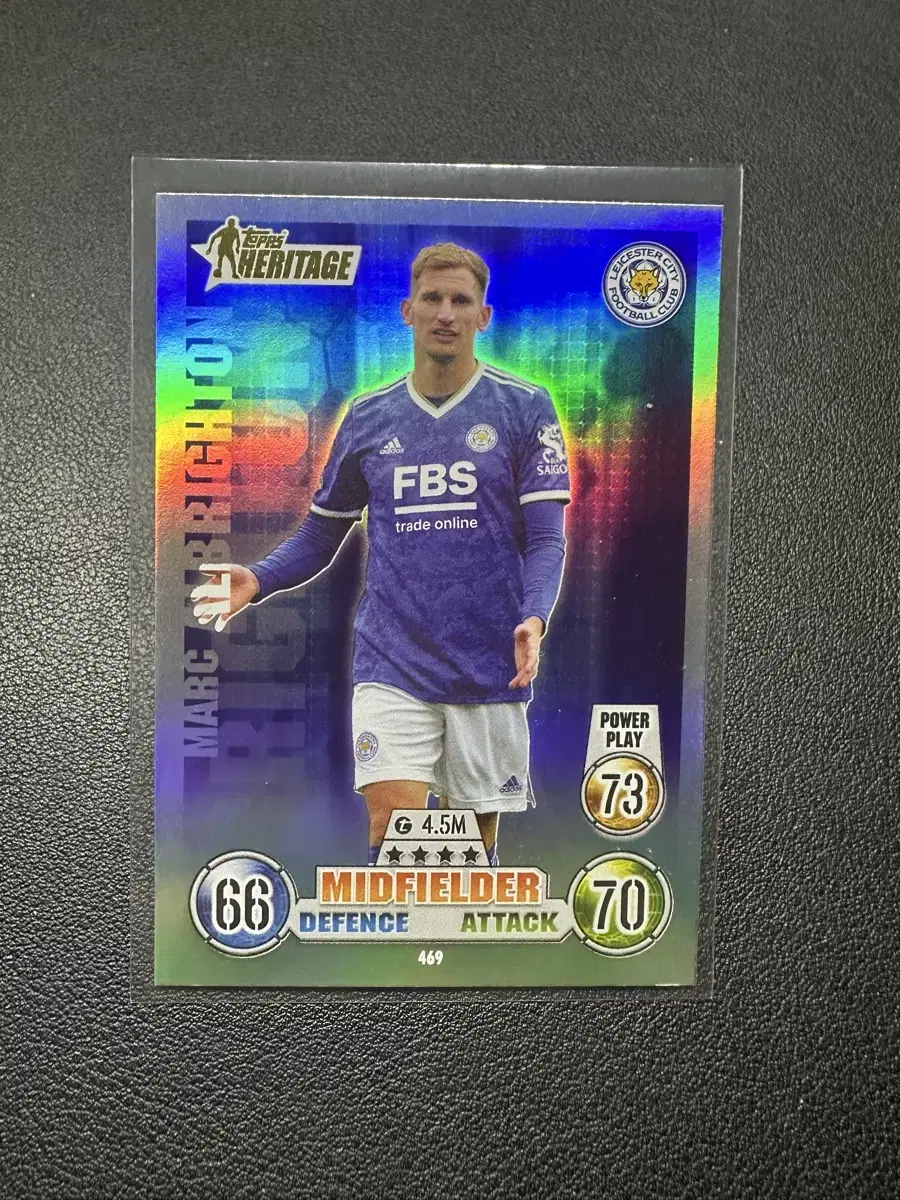 TOPPS
HERITAGE
LEICESTER CITY
FOOTBALL CLUB
MARC ALBRIGHTON
adidas
FBS
trade online
SAIGON
POWER
PLAY
73
adidas
4.5M
66
MIDFIELDER
70
DEFENCE
ATTACK
469